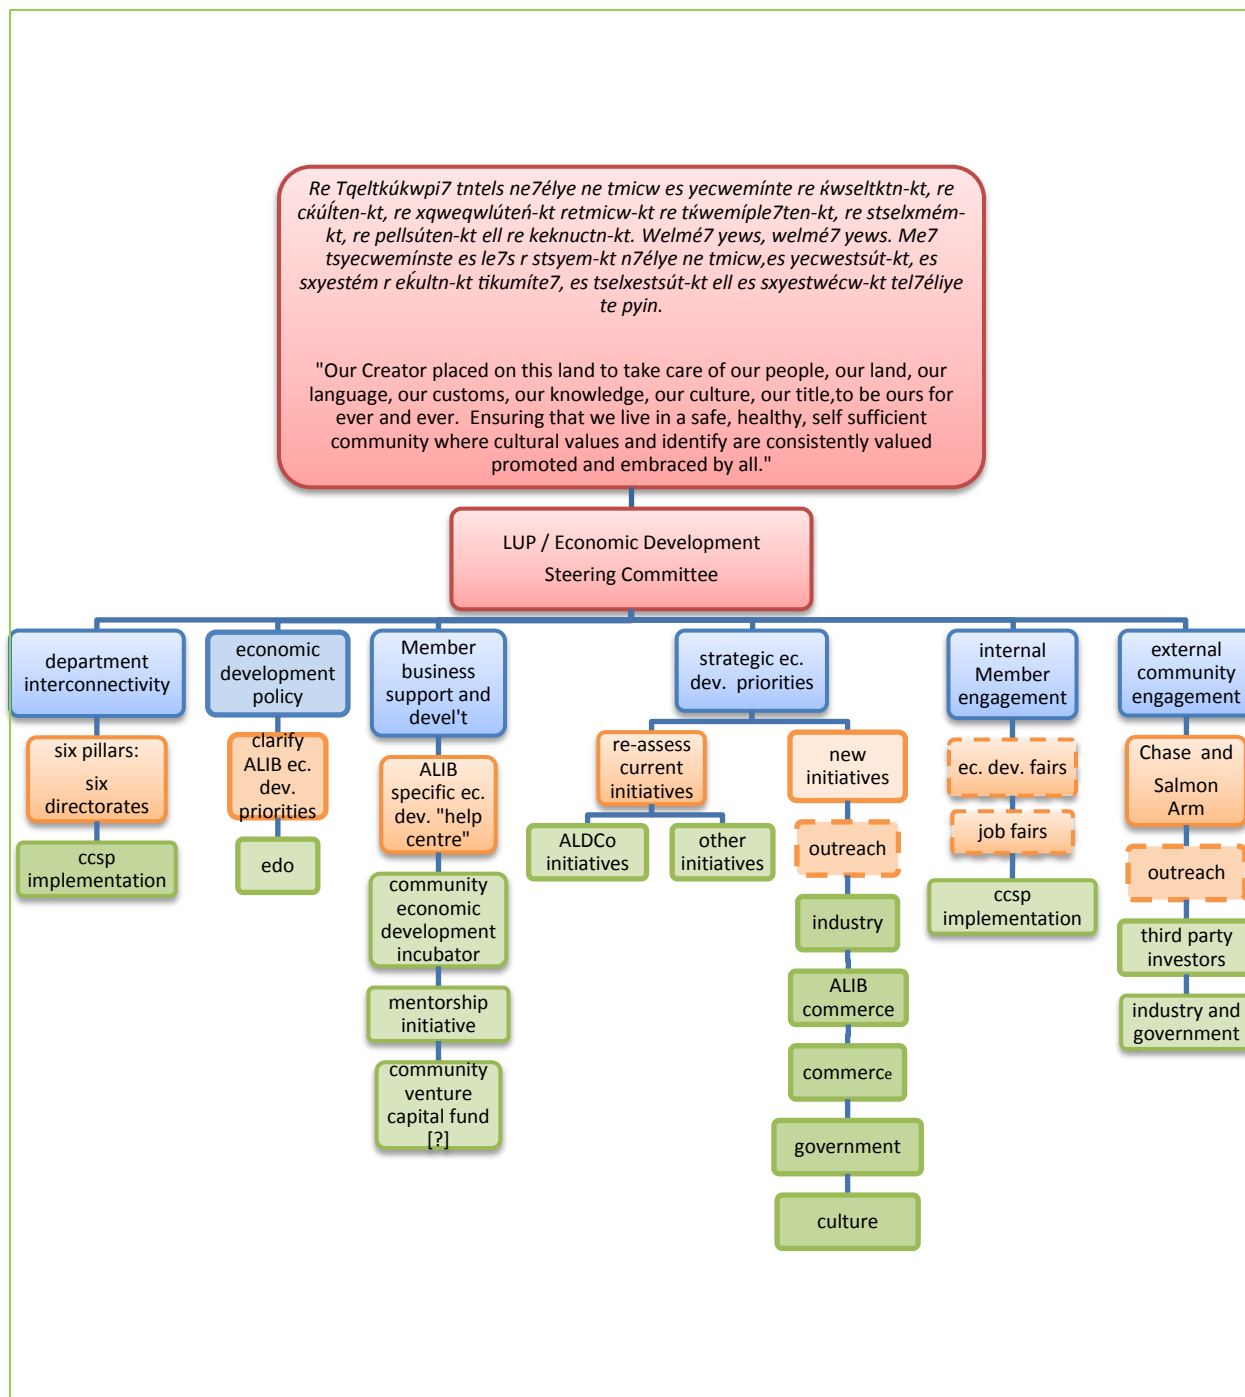 Re Tqeltkúkwpi7 tntels ne7élye ne tmicw es yecwemínte re ḱwseltktn-kt, re
cḱúĺten-kt, re xqweqwlúteń-kt retmicw-kt re tḱwemíple7ten-kt, re stselxmém-
kt, re pellsúten-kt ell re keknuctn-kt. Welmé7 yews, welmé7 yews. Me7
tsyecwemínste es le7s r stsyem-kt n7élye ne tmicw,es yecwestsút-kt, es
sxyestém r eḱultn-kt tikumíte7, es tselxestsút-kt ell es sxyestwécw-kt tel7éliye
te pyin.
"Our Creator placed on this land to take care of our people, our land, our
language, our customs, our knowledge, our culture, our title,to be ours for
ever and ever. Ensuring that we live in a safe, healthy, self sufficient
community where cultural values and identify are consistently valued
promoted and embraced by all."
LUP / Economic Development
Steering Committee
department
interconnectivity
six pillars:
six
directorates
ccsp
implementation
economic
development
policy
clarify
ALIB ec.
dev.
priorities
edo
Member
business
support and
devel't
ALIB
specific ec.
dev. "help
centre"
community
economic
development
incubator
mentorship
initiative
community
venture
capital fund
[?]
strategic ec.
dev. priorities
re-assess
current
initiatives
ALDCo
initiatives
other
initiatives
new
initiatives
outreach
industry
ALIB
commerce
commerce
government
culture
internal
Member
engagement
ec. dev. fairs
job fairs
ccsp
implementation
external
community
engagement
Chase and
Salmon
Arm
outreach
third party
investors
industry and
government